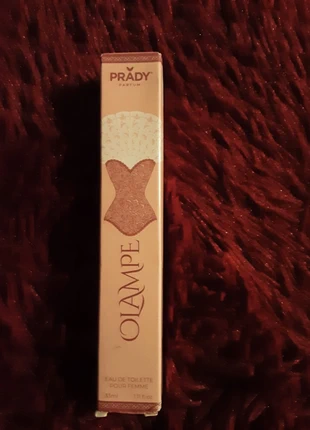 PRADY
PARFUM
OLAMPE
EAU DE TOILETTE
POUR FEMME